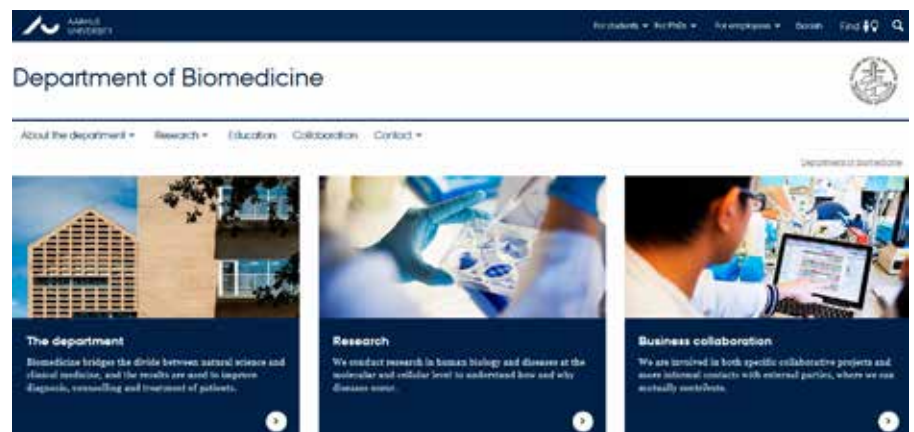 AARHUS
UNIVERSITY
For students For PhDs For employees Dansk Find
Department of Biomedicine
About the department Research Education Collaboration Contact
Department of Biomedicine
The department
Biomedicine bridges the divide between natural science and
clinical medicine, and the results are used to improve
diagnosis, counselling and treatment of patients.
Research
We conduct research in human biology and diseases at the
molecular and cellular level to understand how and why
diseases occur.
Business collaboration
We are involved in both specific collaborative projects and
more informal contacts with external parties, where we can
mutually contribute.